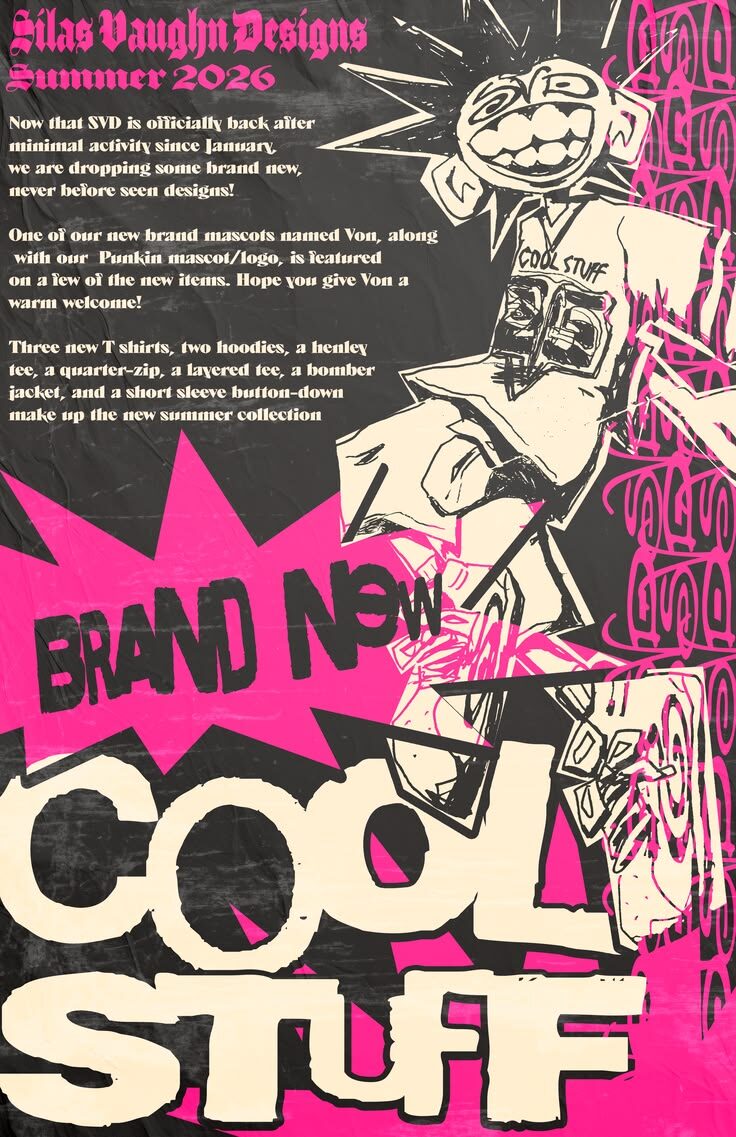 Silas Vaughn Designs
Summer 2026
Now that SVD is officially back after
minimal activity since January,
we are dropping some brand new,
never before seen designs!
One of our new brand mascots named Von, along
with our Punkin mascot/logo, is featured
on a few of the new items. Hope you give Von a
warm welcome!
Three new T shirts, two hoodies, a henley
tee, a quarter-zip, a layered tee, a bomber
jacket, and a short sleeve button-down
make up the new summer collection
SVD
COOL STUFF
BRAND NEW
COOL
STUFF